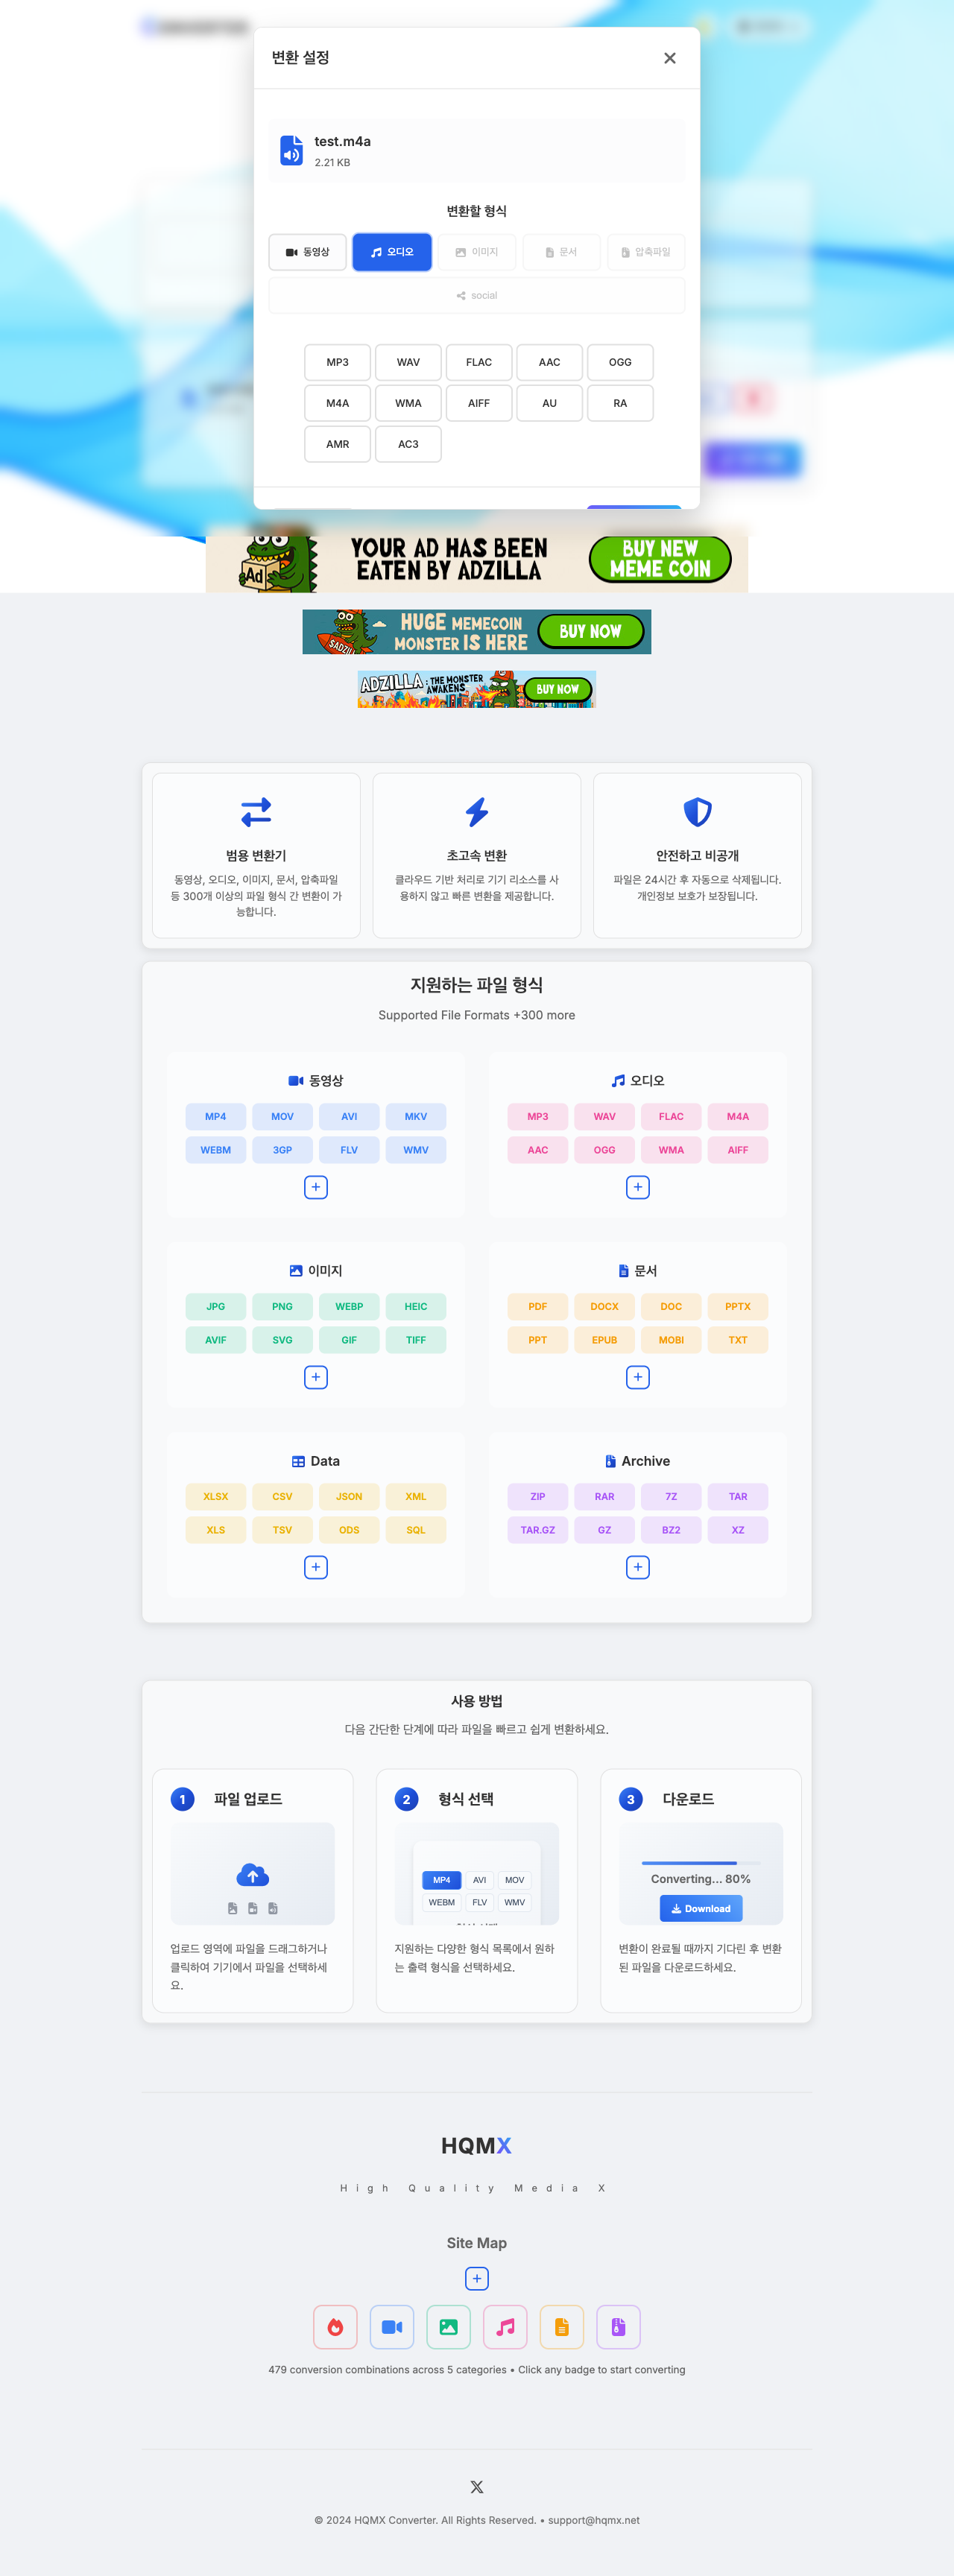 변환 설정
test.m4a
2.21 KB
변환할 형식
동영상
오디오
이미지
문서
압축파일
social
MP3 WAV FLAC AAC OGG
M4A WMA AIFF AU RA
AMR AC3
Ad
YOUR AD HAS BEEN
EATEN BY ADZILLA
BUY NEW
MEME COIN
SADZILLA
HUGE MEMECOIN
MONSTER IS HERE
BUY NOW
ADZILLA: THE MONSTER
AWAKENS
BUY NOW
범용 변환기
동영상, 오디오, 이미지, 문서, 압축파일
등 300개 이상의 파일 형식 간 변환이 가
능합니다.
초고속 변환
클라우드 기반 처리로 기기 리소스를 사
용하지 않고 빠른 변환을 제공합니다.
안전하고 비공개
파일은 24시간 후 자동으로 삭제됩니다.
개인정보 보호가 보장됩니다.
지원하는 파일 형식
Supported File Formats +300 more
동영상
MP4 MOV AVI MKV
WEBM 3GP FLV WMV
오디오
MP3 WAV FLAC M4A
AAC OGG WMA AIFF
이미지
JPG PNG WEBP HEIC
AVIF SVG GIF TIFF
문서
PDF DOCX DOC PPTX
PPT EPUB MOBI TXT
Data
XLSX CSV JSON XML
XLS TSV ODS SQL
Archive
ZIP RAR 7Z TAR
TAR.GZ GZ BZ2 XZ
사용 방법
다음 간단한 단계에 따라 파일을 빠르고 쉽게 변환하세요.
1 파일 업로드
업로드 영역에 파일을 드래그하거나
클릭하여 기기에서 파일을 선택하세
요.
2 형식 선택
MP4 AVI MOV
WEBM FLV WMV
지원하는 다양한 형식 목록에서 원하
는 출력 형식을 선택하세요.
3 다운로드
Converting... 80%
Download
변환이 완료될 때까지 기다린 후 변환
된 파일을 다운로드하세요.
HQMX
High Quality Media X
Site Map
479 conversion combinations across 5 categories • Click any badge to start converting
© 2024 HQMX Converter. All Rights Reserved. • support@hqmx.net